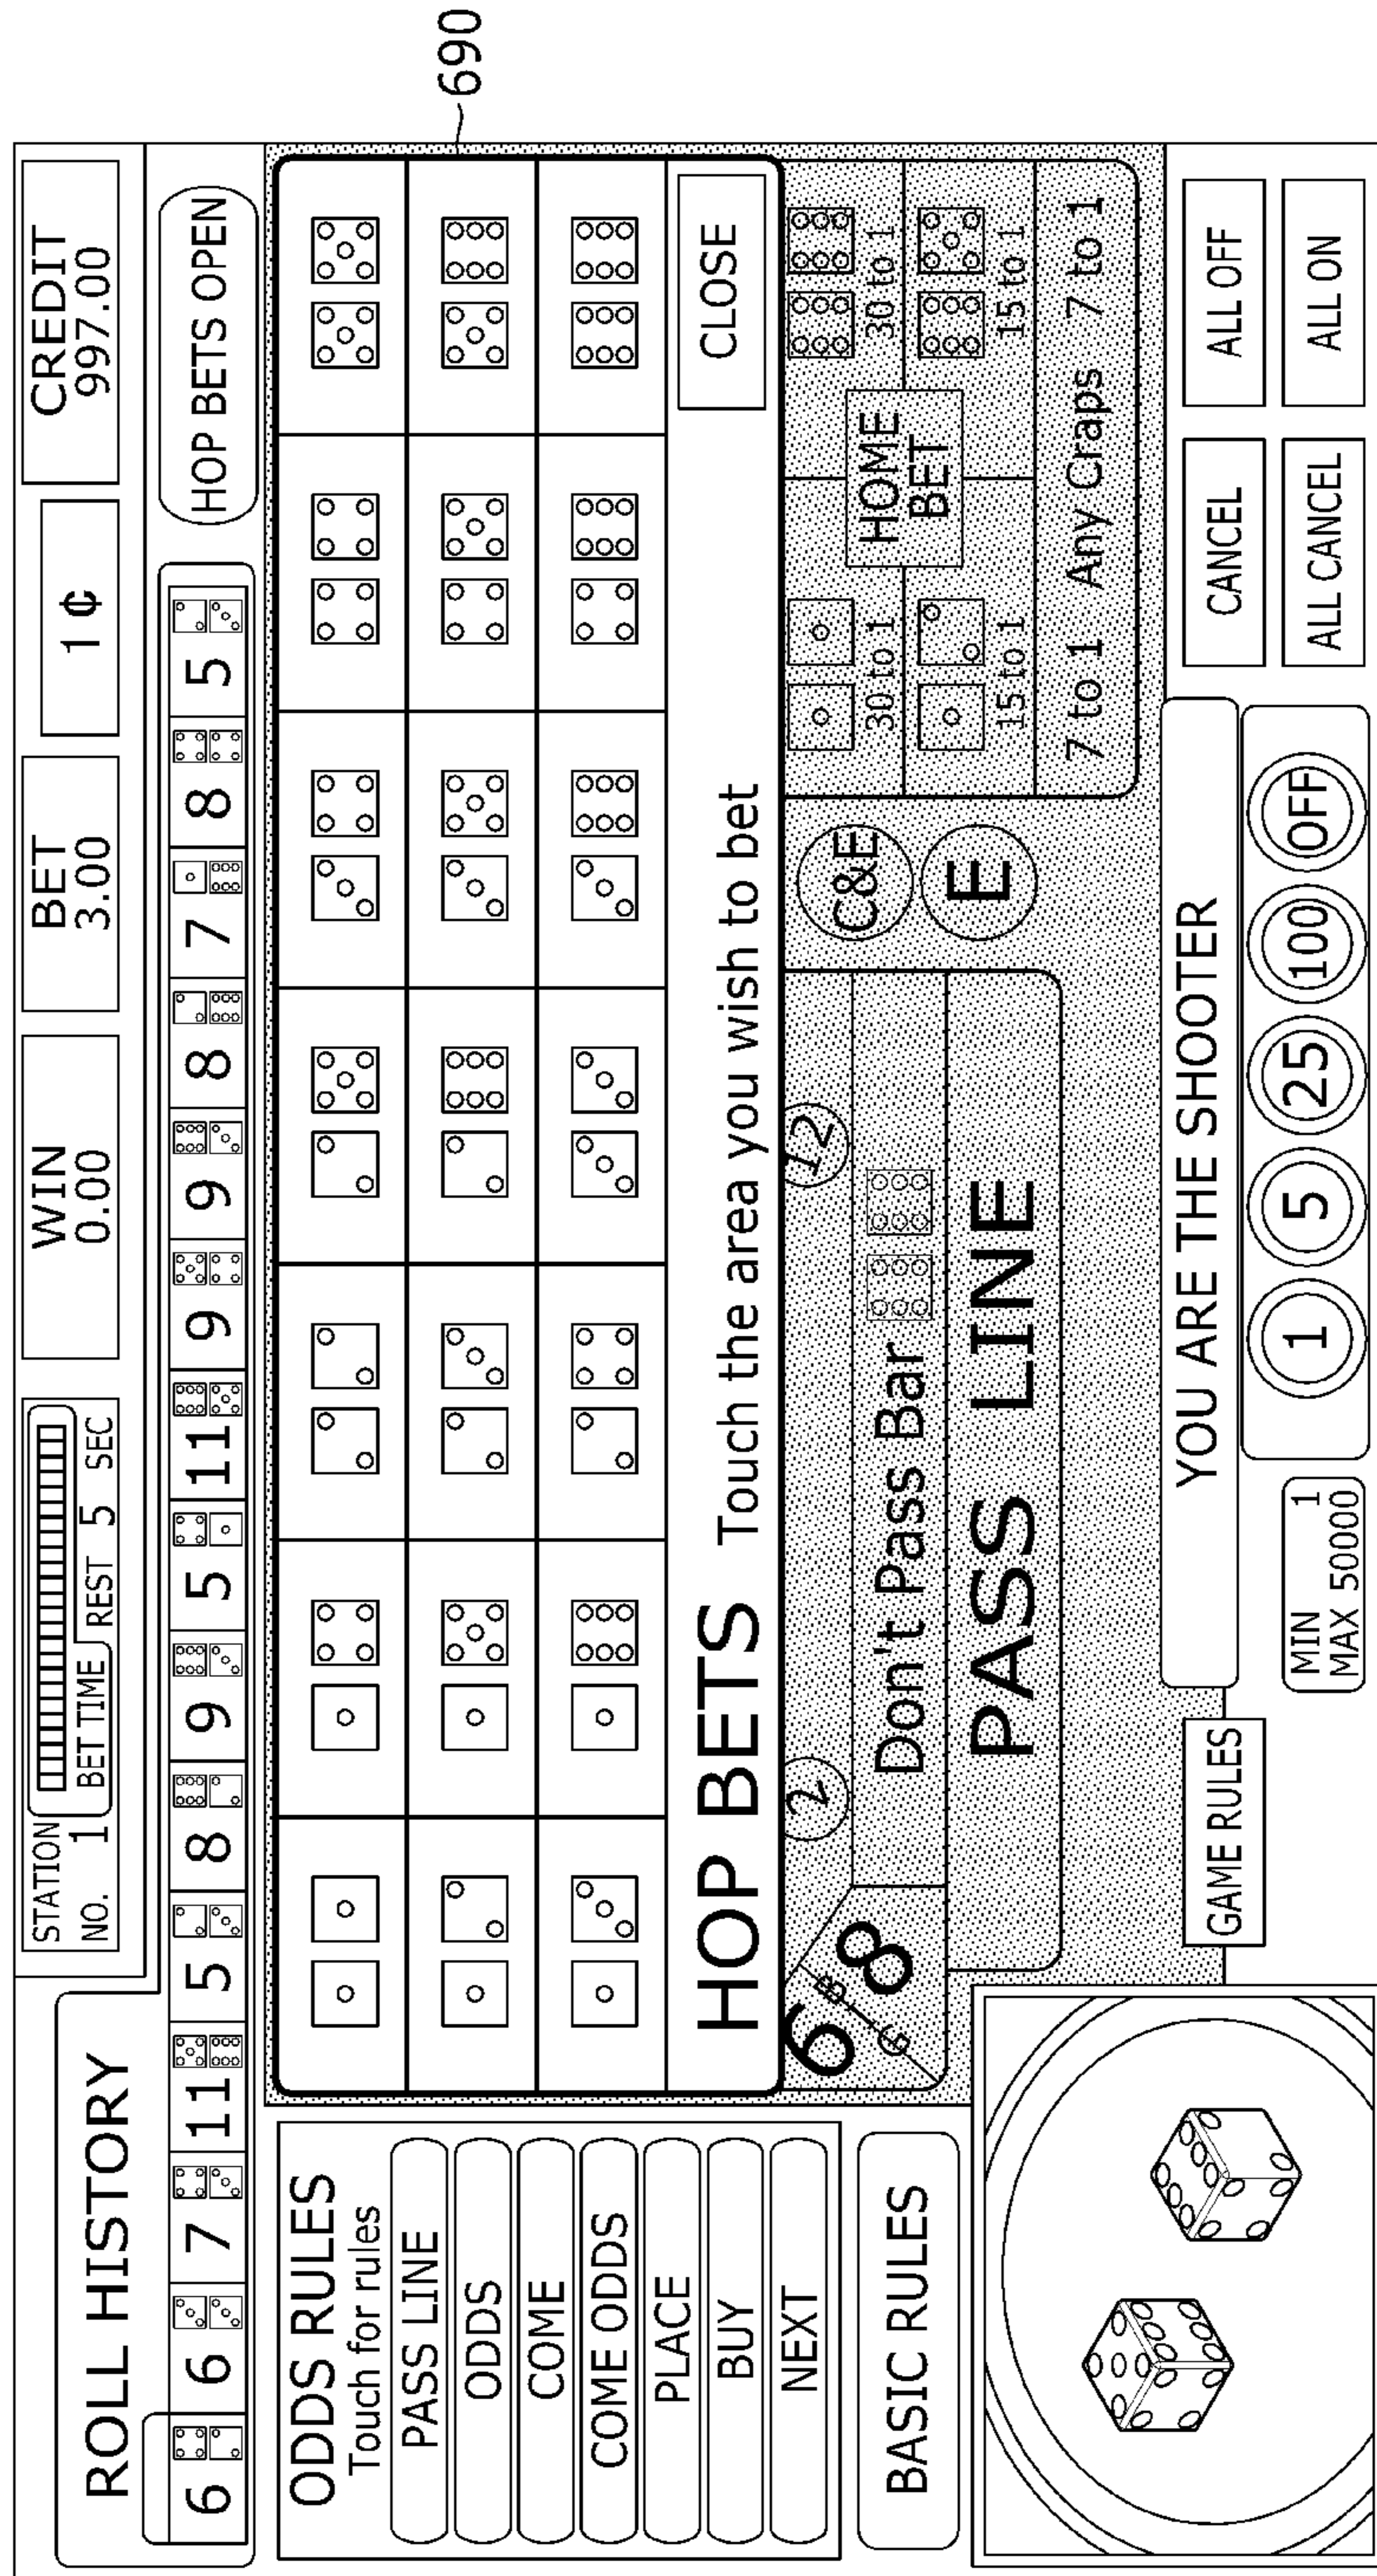 ROLL HISTORY
STATION
NO. 1
BET TIME
REST 5 SEC
WIN
0.00
BET
3.00
1 ¢
CREDIT
997.00
6 6 7 11 5 8 9 5 11 9 9 8 7 8 5
HOP BETS OPEN
ODDS RULES
Touch for rules
PASS LINE
ODDS
COME
COME ODDS
PLACE
BUY
NEXT
BASIC RULES
690
HOP BETS Touch the area you wish to bet
CLOSE
6 8
B
G
2
12
Don't Pass Bar
PASS LINE
C&E
E
30 to 1
30 to 1
HOME
BET
15 to 1
15 to 1
7 to 1 Any Craps 7 to 1
GAME RULES
YOU ARE THE SHOOTER
MIN 1
MAX 50000
1 5 25 100 OFF
CANCEL
ALL OFF
ALL CANCEL
ALL ON